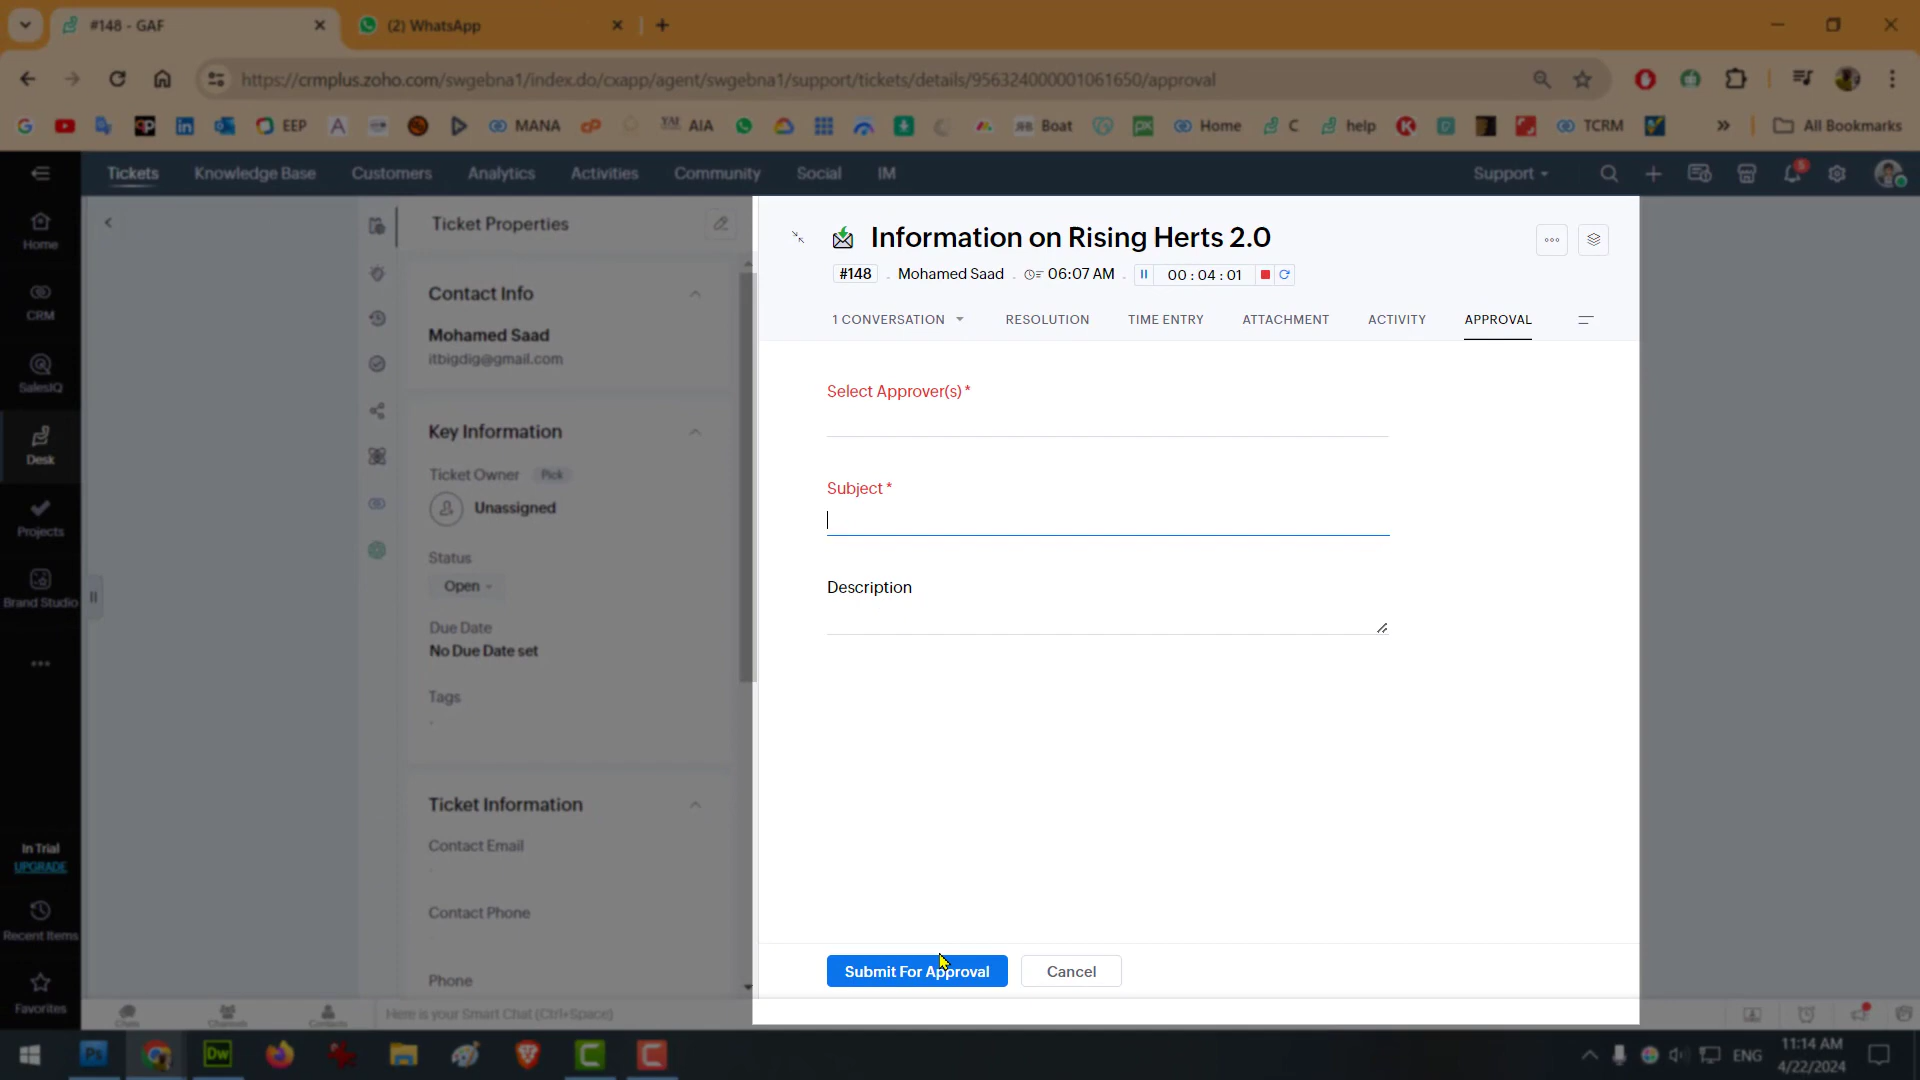 #148 - GAF
(2) WhatsApp
https://crmplus.zoho.com/swgebna1/index.do/cxapp/agent/swgebna1/support/tickets/details/956324000001061650/approval
EEP
MANA
AIA
Boat
Home
C
help
TCRM
All Bookmarks
Tickets
Knowledge Base
Customers
Analytics
Activities
Community
Social
IM
Support
5
Home
CRM
SalesIQ
Desk
Projects
Brand Studio
In Trial
UPGRADE
Recent Items
Favorites
Ticket Properties
Contact Info
Mohamed Saad
itbigdig@gmail.com
Key Information
Ticket Owner Pick
Unassigned
Status
Open
Due Date
No Due Date set
Tags
-
Ticket Information
Contact Email
Contact Phone
Phone
Information on Rising Herts 2.0
#148 . Mohamed Saad . 06:07 AM . 00 : 04 : 01
1 CONVERSATION
RESOLUTION
TIME ENTRY
ATTACHMENT
ACTIVITY
APPROVAL
Select Approver(s) *
Subject *
Description
Submit For Approval
Cancel
Chats
Channels
Contacts
Here is your Smart Chat (Ctrl+Space)
Ps
Dw
ENG
11:14 AM
4/22/2024